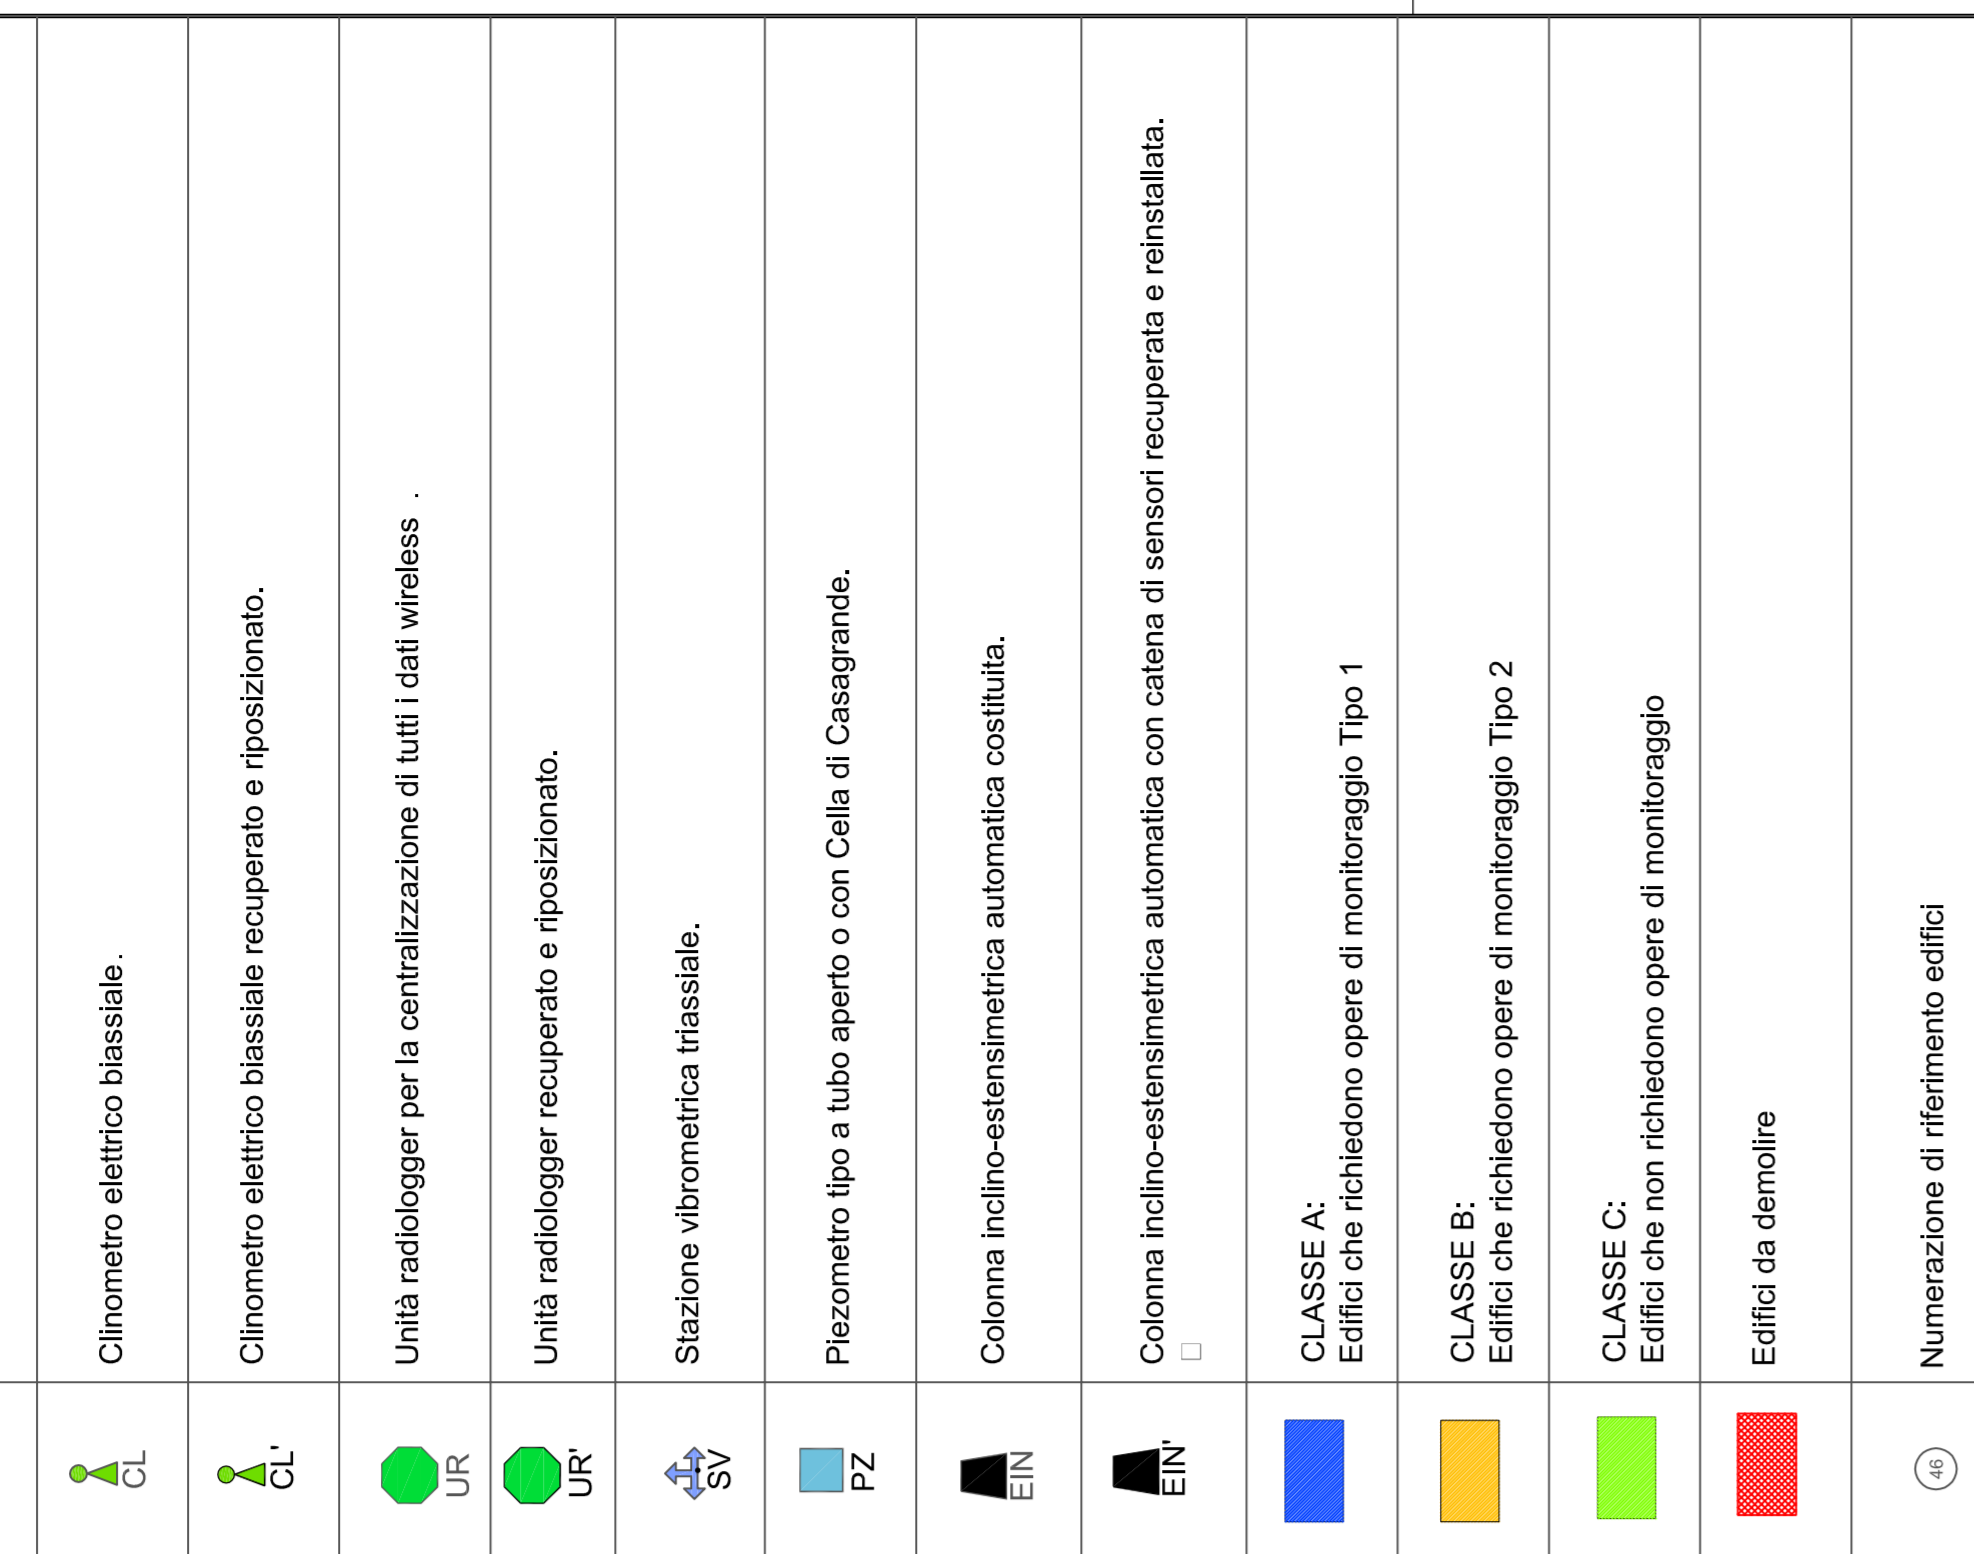 CL
Clinometro elettrico biassiale.
CL'
Clinometro elettrico biassiale recuperato e riposizionato.
UR
Unità radiologger per la centralizzazione di tutti i dati wireless .
UR'
Unità radiologger recuperato e riposizionato.
SV
Stazione vibrometrica triassiale.
PZ
Piezometro tipo a tubo aperto o con Cella di Casagrande.
EIN
Colonna inclino-estensimetrica automatica costituita.
EIN'
Colonna inclino-estensimetrica automatica con catena di sensori recuperata e reinstallata.
CLASSE A:
Edifici che richiedono opere di monitoraggio Tipo 1
CLASSE B:
Edifici che richiedono opere di monitoraggio Tipo 2
CLASSE C:
Edifici che non richiedono opere di monitoraggio
Edifici da demolire
46
Numerazione di riferimento edifici